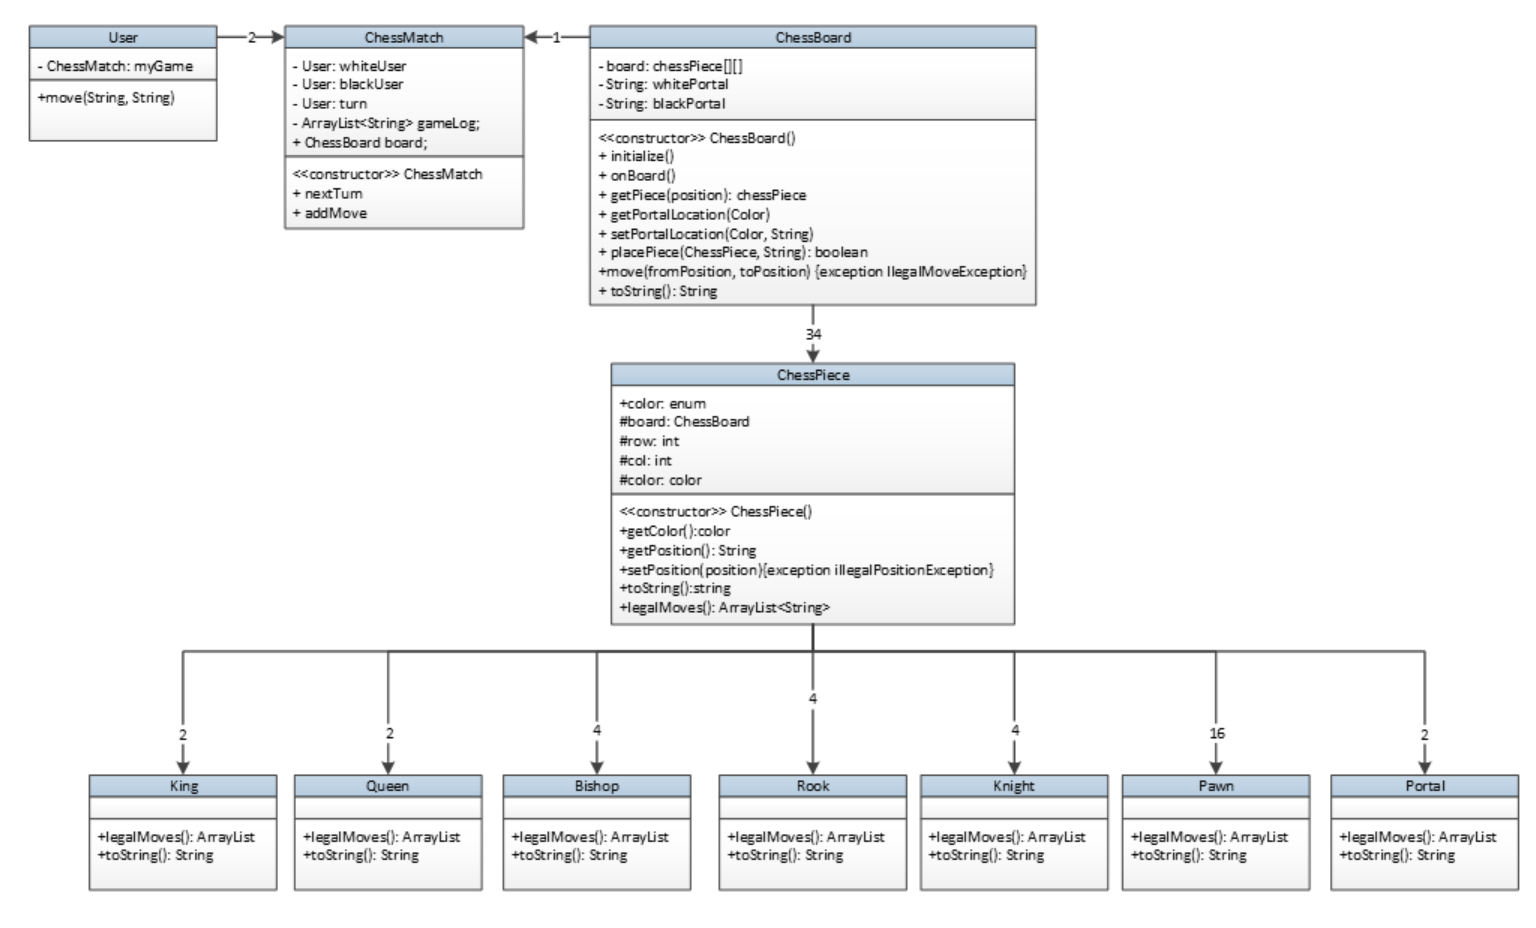 User
- ChessMatch: myGame
+move(String, String)
2
ChessMatch
- User: whiteUser
- User: blackUser
- User: turn
- ArrayList<String> gameLog;
+ ChessBoard board;
<<constructor>> ChessMatch
+ nextTurn
+ addMove
1
ChessBoard
- board: chessPiece[][]
- String: whitePortal
- String: blackPortal
<<constructor>> ChessBoard()
+ initialize()
+ onBoard()
+ getPiece(position): chessPiece
+ getPortalLocation(Color)
+ setPortalLocation(Color, String)
+ placePiece(ChessPiece, String): boolean
+move(fromPosition, toPosition) {exception IlegalMoveException}
+ toString(): String
34
ChessPiece
+color: enum
#board: ChessBoard
#row: int
#col: int
#color: color
<<constructor>> ChessPiece()
+getColor():color
+getPosition(): String
+setPosition(position){exception illegalPositionException}
+toString():string
+legalMoves(): ArrayList<String>
2
2
4
4
4
16
2
King
+legalMoves(): ArrayList
+toString(): String
Queen
+legalMoves(): ArrayList
+toString(): String
Bishop
+legalMoves(): ArrayList
+toString(): String
Rook
+legalMoves(): ArrayList
+toString(): String
Knight
+legalMoves(): ArrayList
+toString(): String
Pawn
+legalMoves(): ArrayList
+toString(): String
Portal
+legalMoves(): ArrayList
+toString(): String